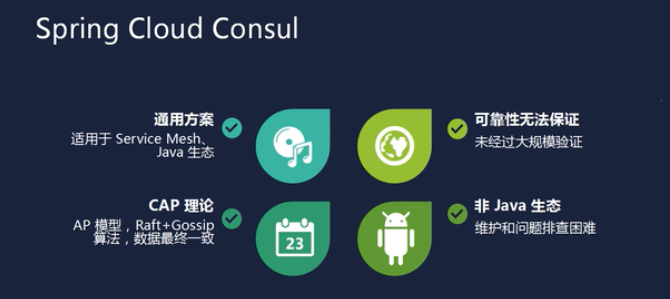 Spring Cloud Consul
通用方案
适用于 Service Mesh、
Java 生态
可靠性无法保证
未经过大规模验证
CAP 理论
AP 模型，Raft+Gossip
算法，数据最终一致
23
非 Java 生态
维护和问题排查困难